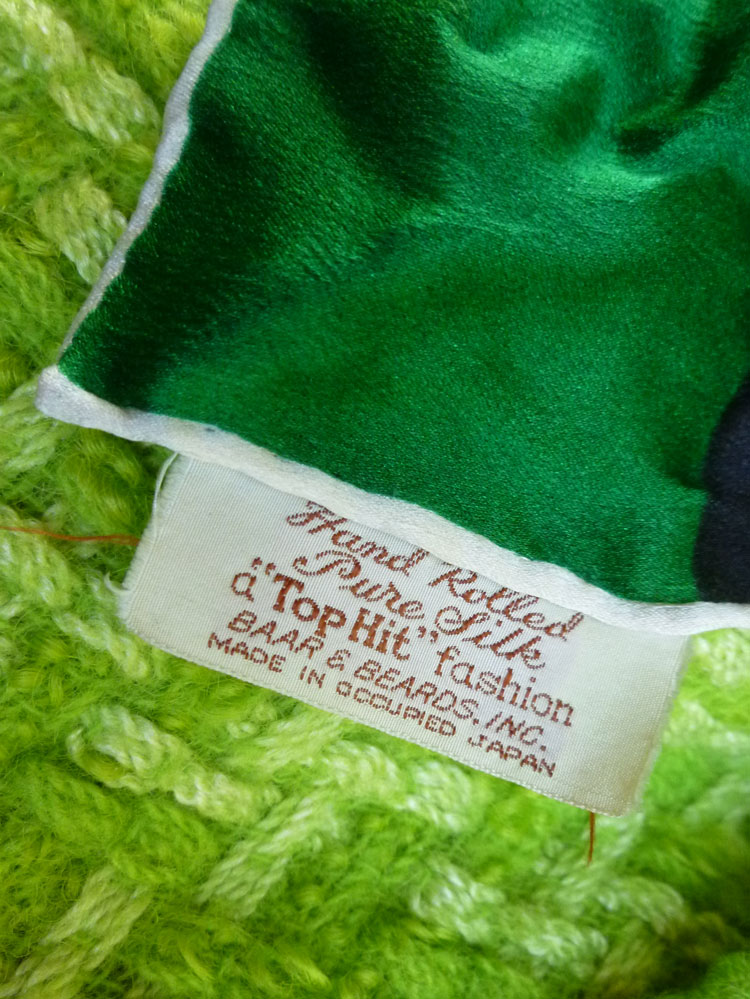 Hand Rolled
Pure Silk
a "Top Hit" fashion
BAAR & BEARDS, INC.
MADE IN OCCUPIED JAPAN